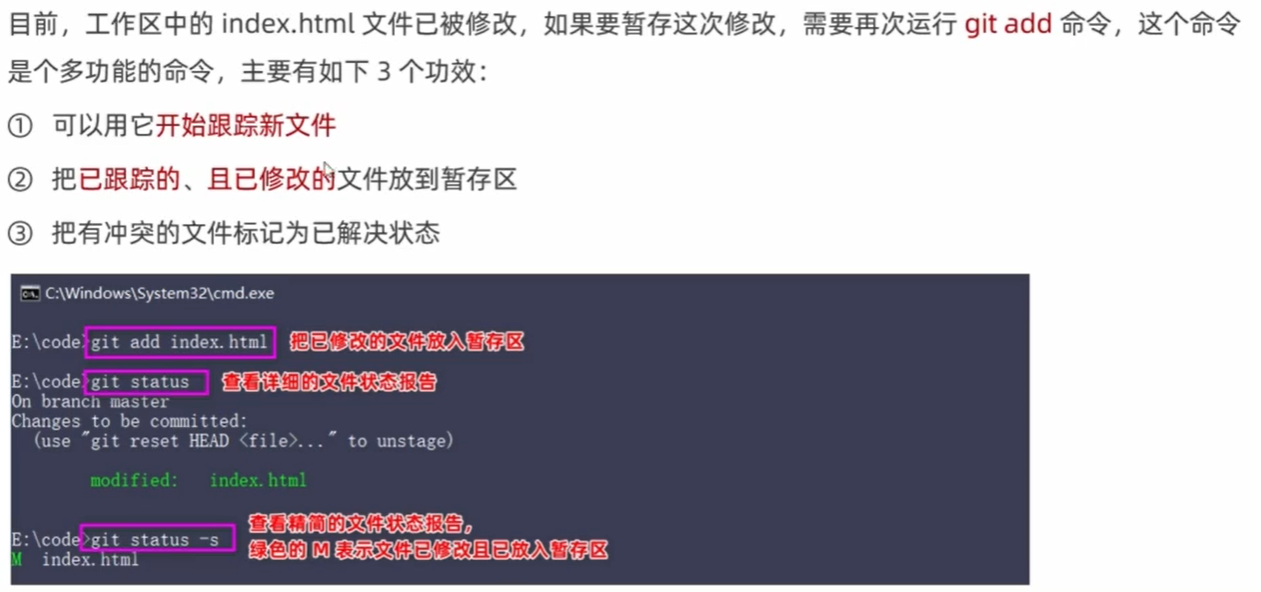 目前，工作区中的 index.html 文件已被修改，如果要暂存这次修改，需要再次运行 git add 命令，这个命令
是个多功能的命令，主要有如下 3 个功效：
① 可以用它开始跟踪新文件
② 把已跟踪的、且已修改的文件放到暂存区
③ 把有冲突的文件标记为已解决状态
C:\Windows\System32\cmd.exe
E:\code>git add index.html 把已修改的文件放入暂存区
E:\code>git status 查看详细的文件状态报告
On branch master
Changes to be committed:
(use "git reset HEAD <file>..." to unstage)
modified: index.html
查看精简的文件状态报告，
E:\code>git status -s 绿色的 M 表示文件已修改且已放入暂存区
M index.html